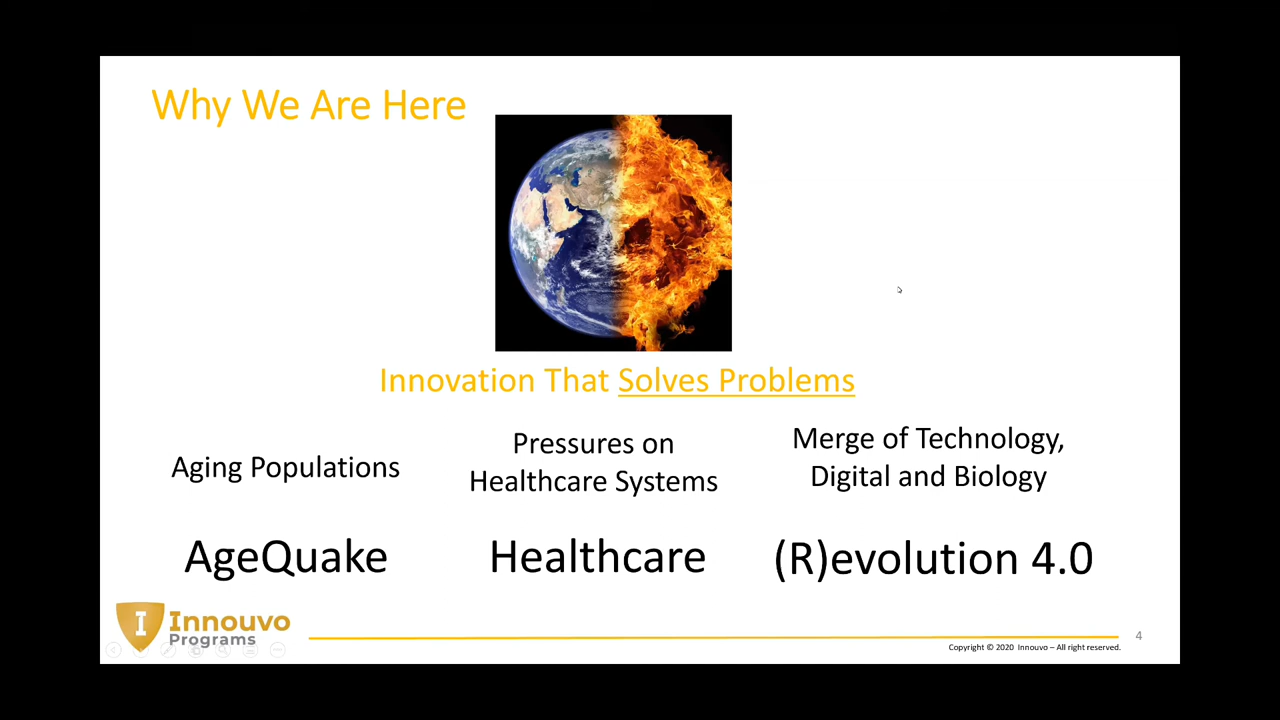 Why We Are Here
Innovation That Solves Problems
Aging Populations
Pressures on
Healthcare Systems
Merge of Technology,
Digital and Biology
AgeQuake
Healthcare
(R)evolution 4.0
I
Innouvo
Programs
4
Copyright © 2020 Innouvo – All right reserved.